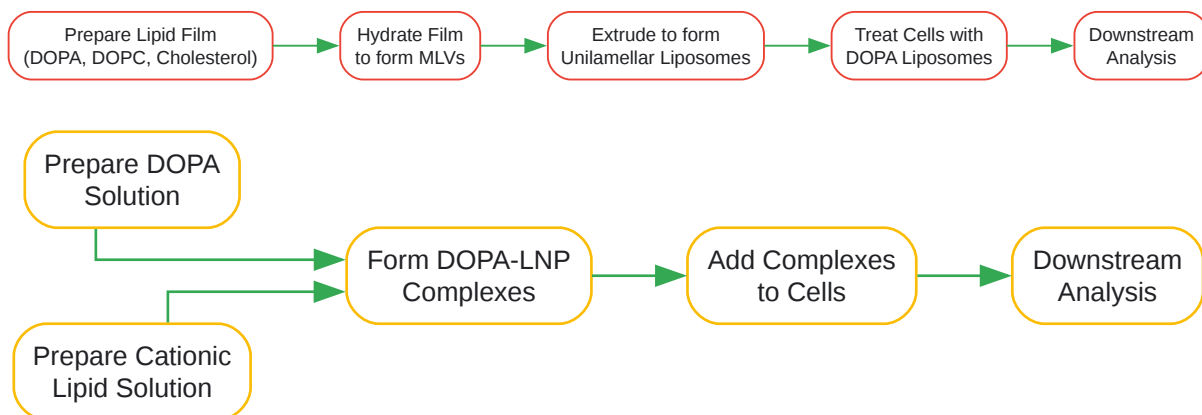 Prepare Lipid Film
(DOPA, DOPC, Cholesterol)
Hydrate Film
to form MLVs
Extrude to form
Unilamellar Liposomes
Treat Cells with
DOPA Liposomes
Downstream
Analysis
Prepare DOPA
Solution
Prepare Cationic
Lipid Solution
Form DOPA-LNP
Complexes
Add Complexes
to Cells
Downstream
Analysis